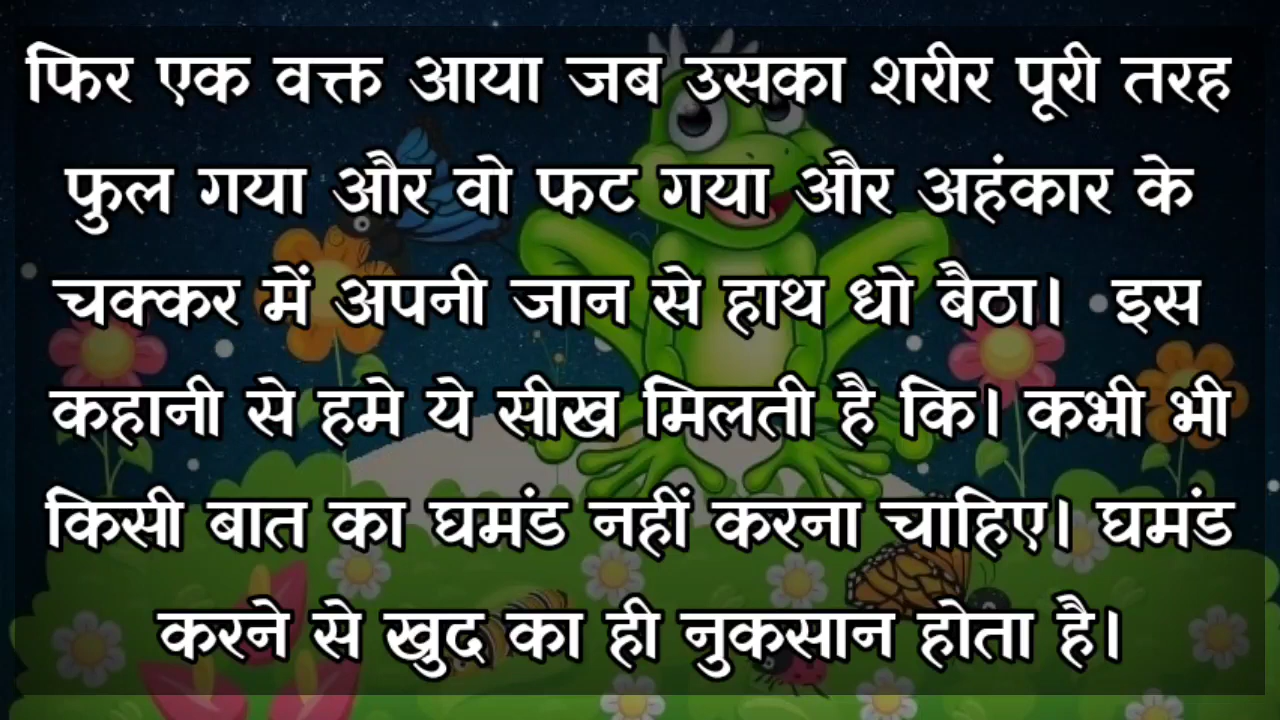 फिर एक वक्त आया जब उसका शरीर पूरी तरह
फुल गया और वो फट गया और अहंकार के
चक्कर में अपनी जान से हाथ धो बैठा। इस
कहानी से हमे ये सीख मिलती है कि। कभी भी
किसी बात का घमंड नहीं करना चाहिए। घमंड
करने से खुद का ही नुकसान होता है।